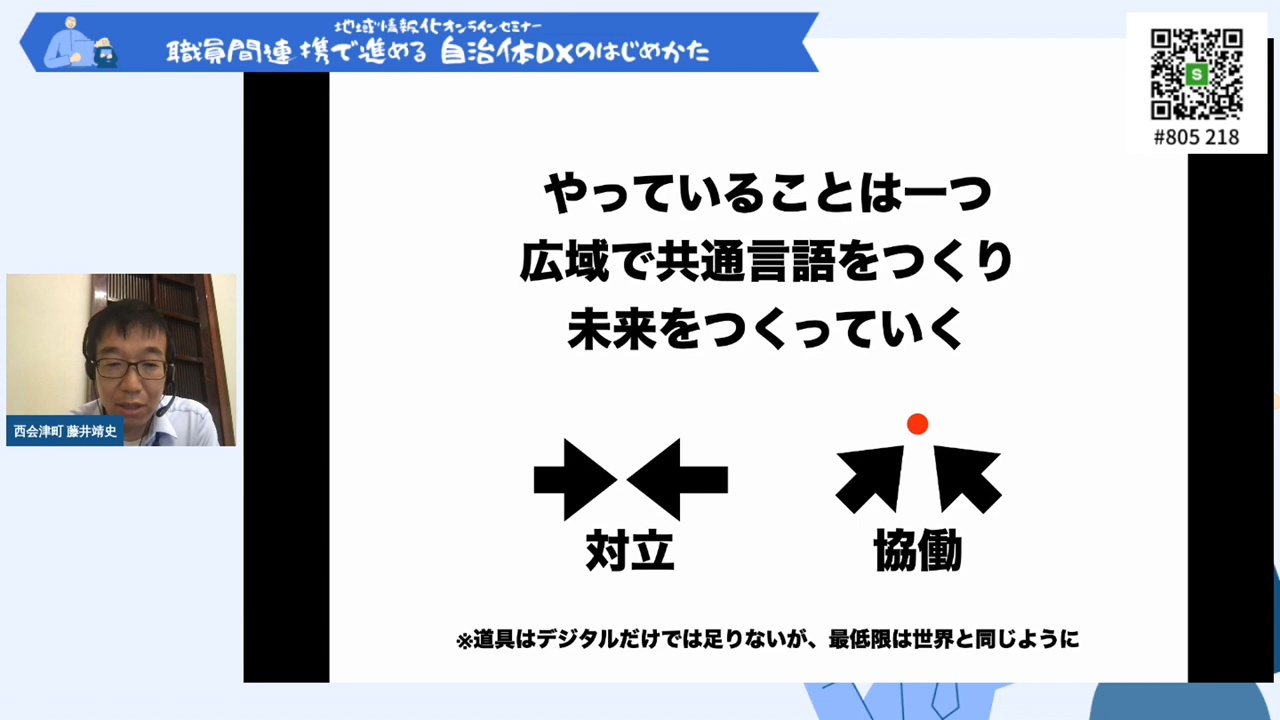 地域情報化オンラインセミナー
職員間連携で進める 自治体DXのはじめかた
S
#805 218
やっていることは一つ
広域で共通言語をつくり
未来をつくっていく
西会津町 藤井靖史
対立
協働
※道具はデジタルだけでは足りないが、最低限は世界と同じように